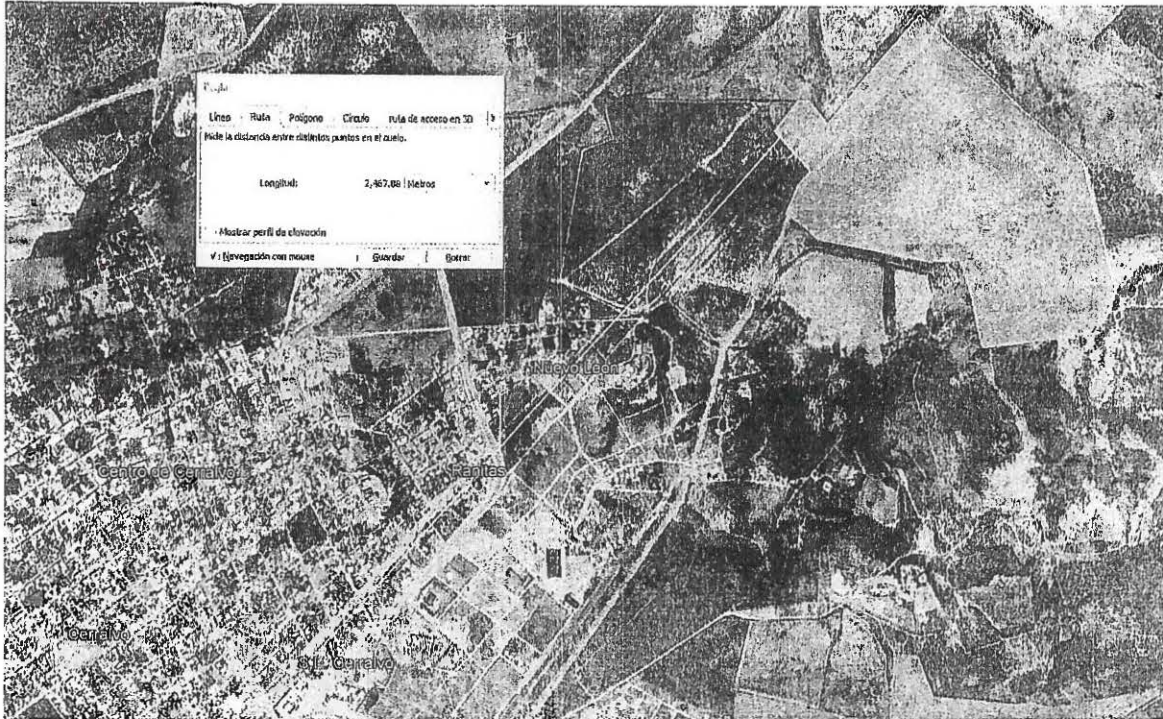 Regla
Línea Ruta Polígono Círculo ruta de acceso en 3D
Mide la distancia entre distintos puntos en el suelo.
Longitud: 2,467.08 Metros
Mostrar perfil de elevación
Navegación con mouse Guardar Borrar
Nuevo León
Centro de Cerralvo
Ranitas
Cerralvo
S.L. Cerralvo